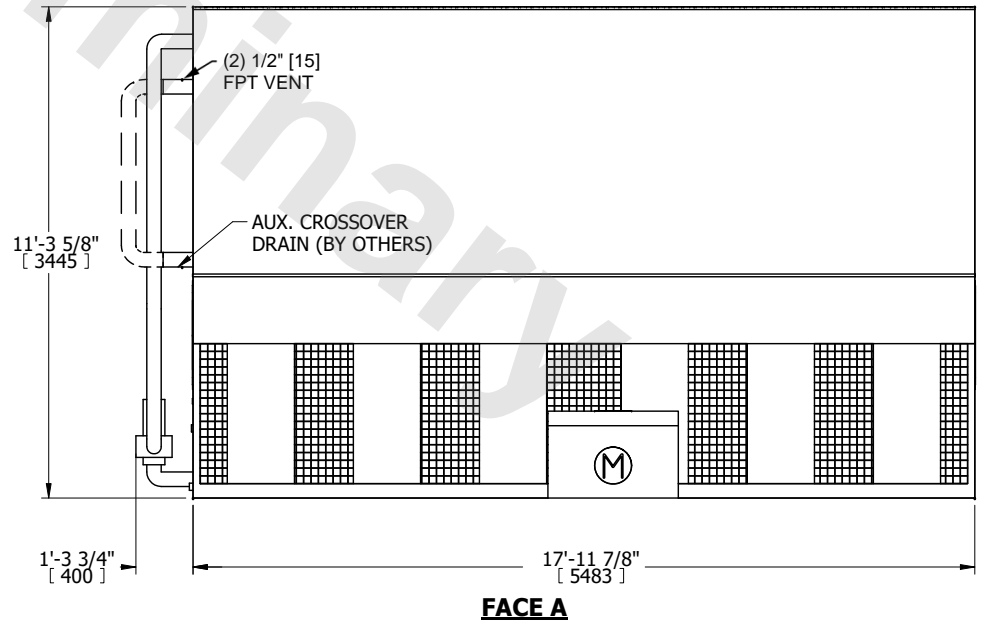 (2) 1/2" [15]
FPT VENT
AUX. CROSSOVER
DRAIN (BY OTHERS)
11'-3 5/8"
[ 3445 ]
M
1'-3 3/4"
[ 400 ]
17'-11 7/8"
[ 5483 ]
FACE A
minary